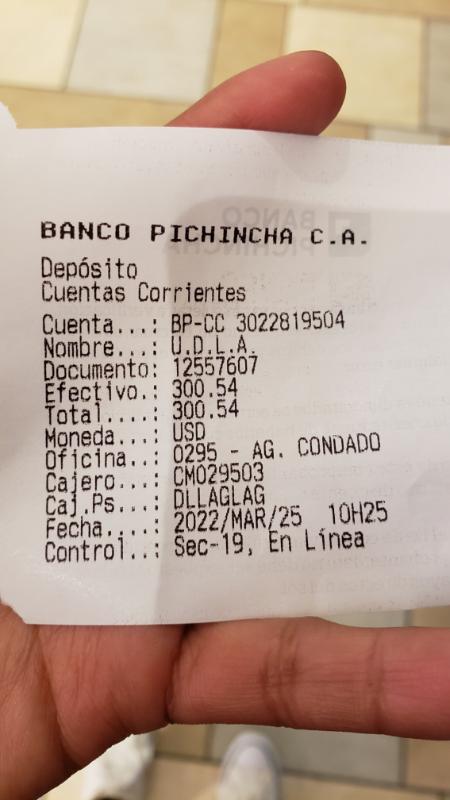 BANCO PICHINCHA C.A.
Depósito
Cuentas Corrientes
Cuenta...: BP-CC 3022819504
Nombre...: U.D.L.A.
Documento: 12557607
Efectivo.: 300.54
Total....: 300.54
Moneda...: USD
Oficina..: 0295 - AG. CONDADO
Cajero...: CM029503
Caj.Ps...: DLLAGLAG
Fecha....: 2022/MAR/25 10H25
Control..: Sec-19, En Línea